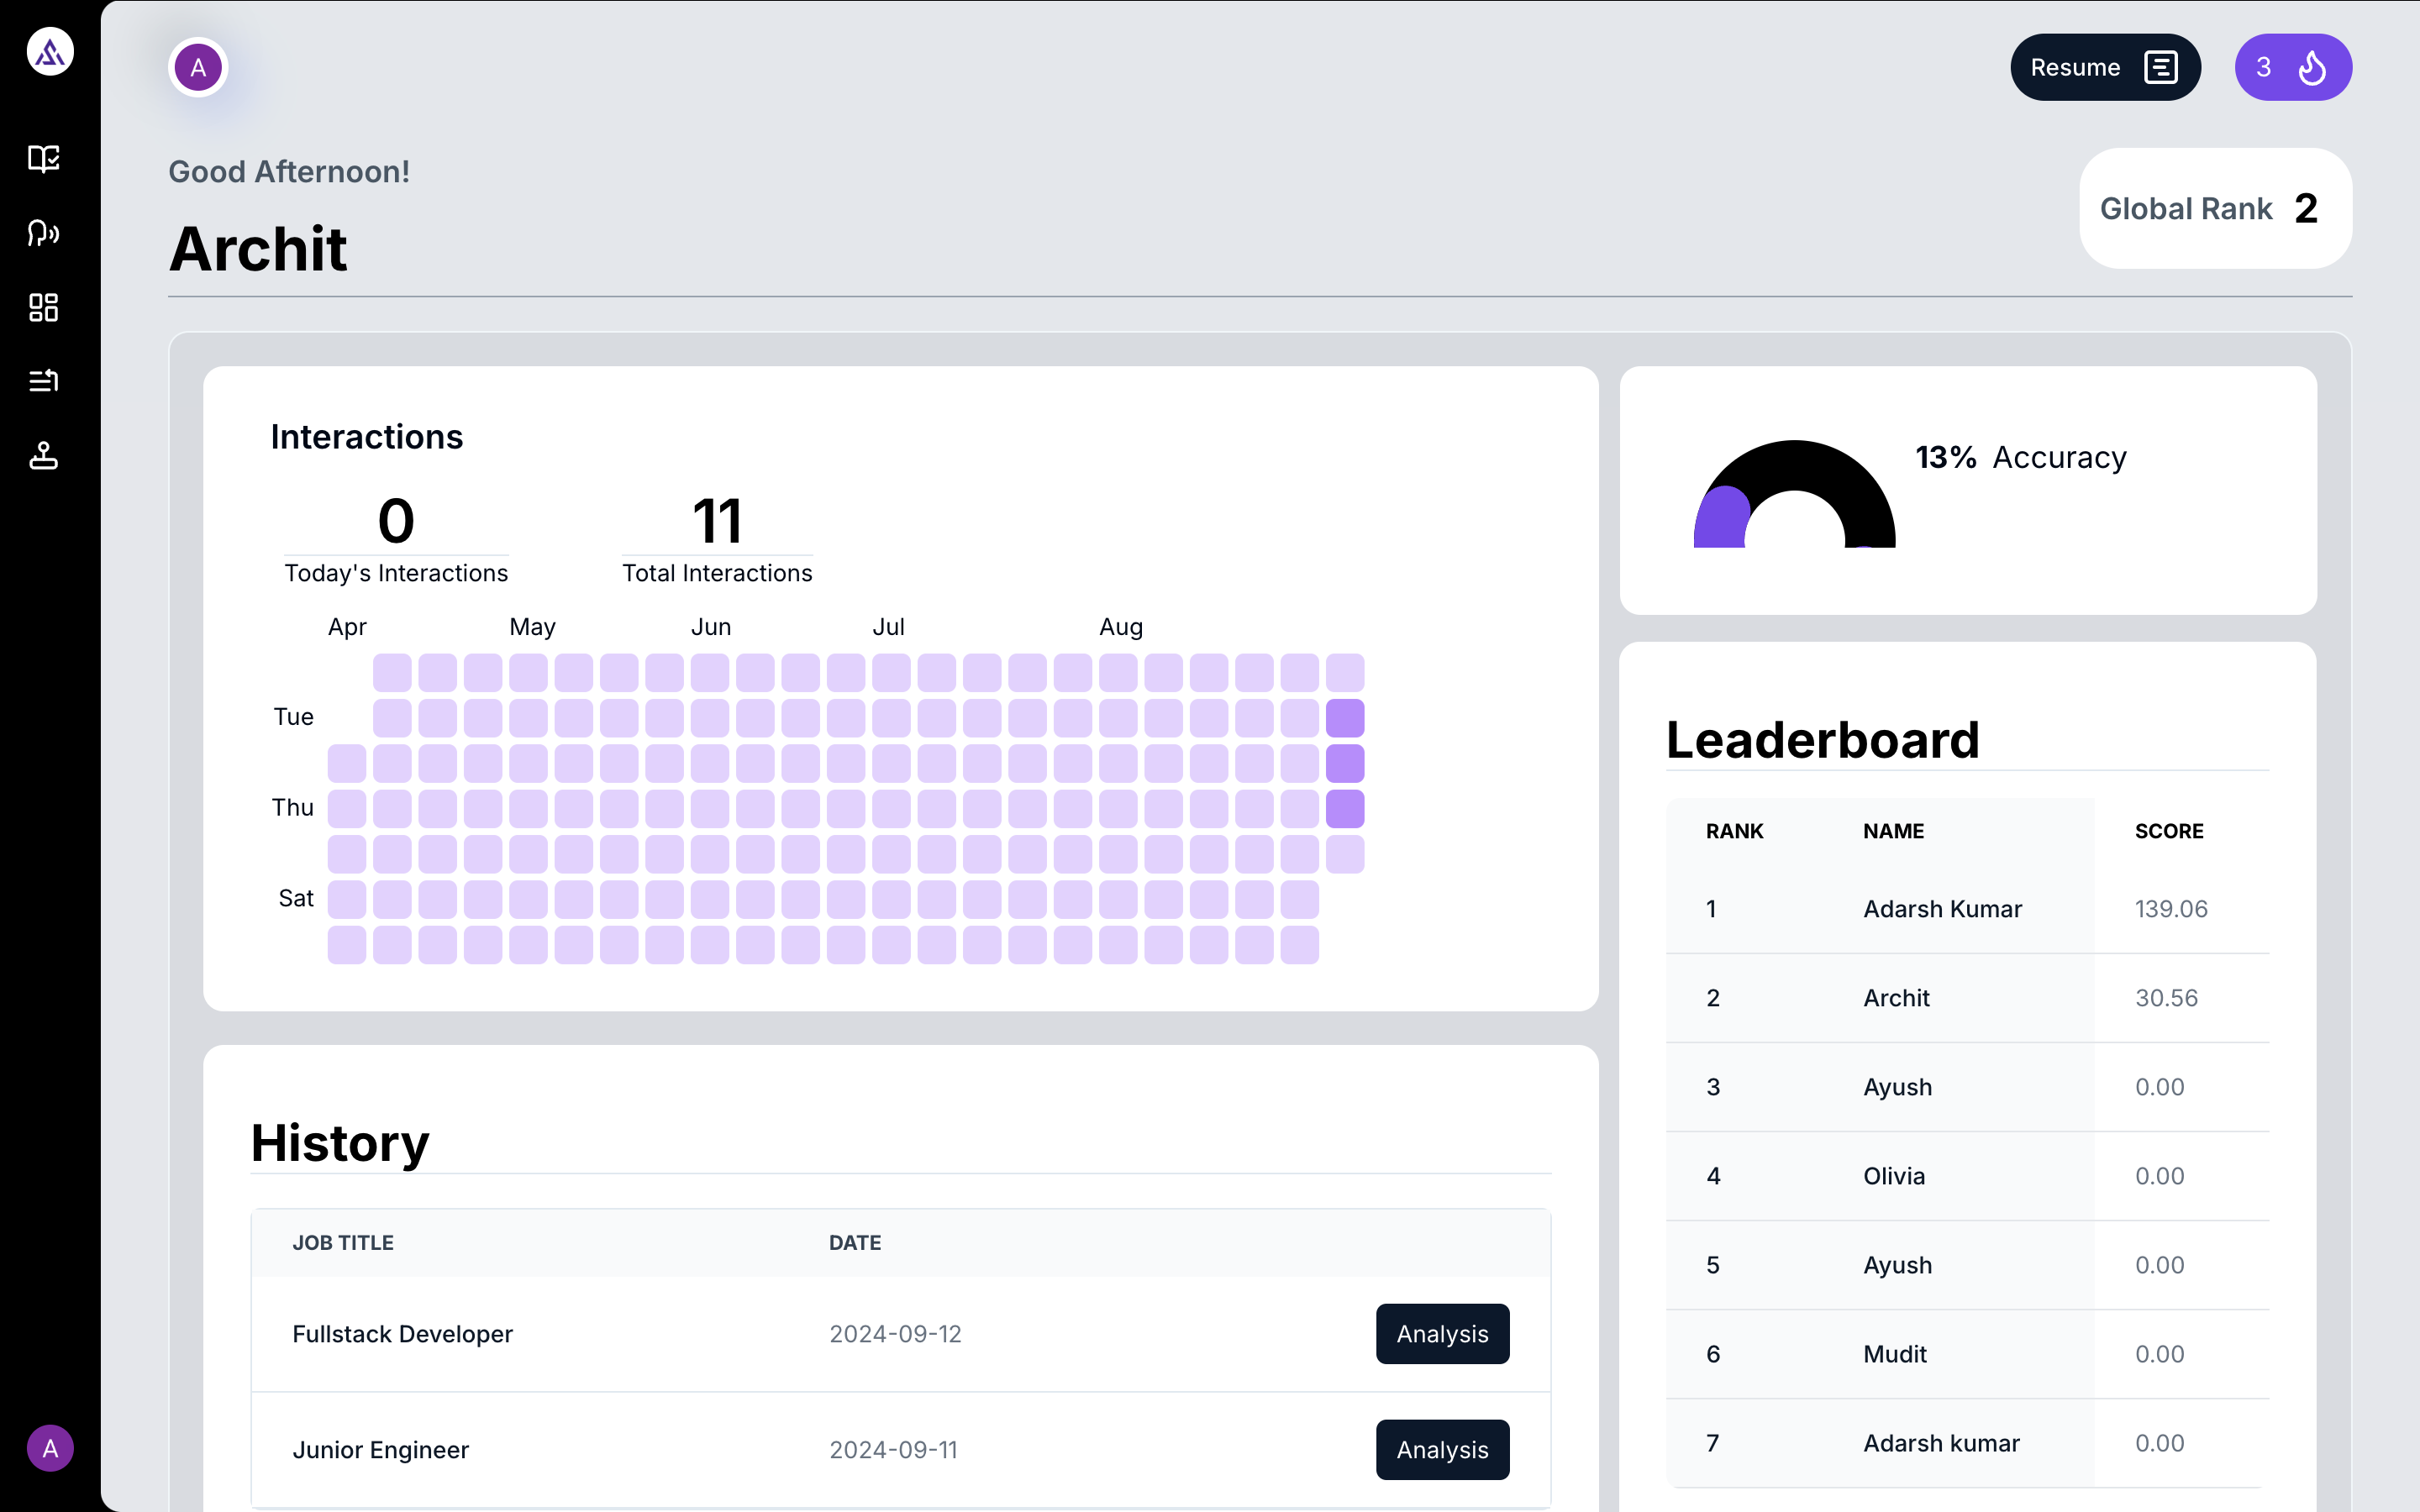 A
Resume
3
Good Afternoon!
Archit
Global Rank 2
Interactions
0
Today's Interactions
11
Total Interactions
Apr May Jun Jul Aug
Tue
Thu
Sat
13% Accuracy
Leaderboard
RANK NAME SCORE
1 Adarsh Kumar 139.06
2 Archit 30.56
3 Ayush 0.00
4 Olivia 0.00
5 Ayush 0.00
6 Mudit 0.00
7 Adarsh kumar 0.00
History
JOB TITLE DATE
Fullstack Developer 2024-09-12 Analysis
Junior Engineer 2024-09-11 Analysis
A